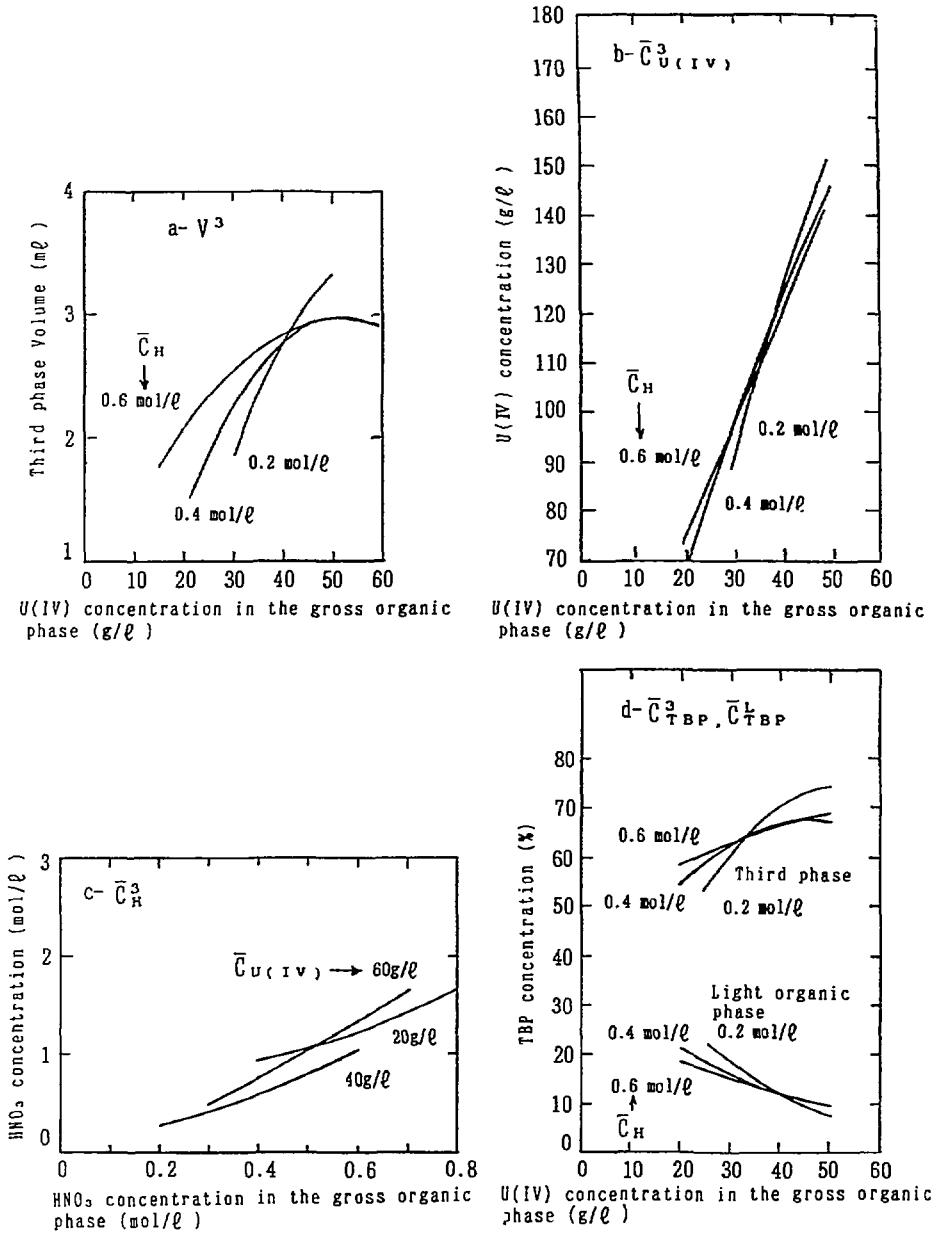 a- V³
Third phase Volume (mℓ)
4
3
2
1
C̄H
0.6 mol/ℓ
0.2 mol/ℓ
0.4 mol/ℓ
0 10 20 30 40 50 60
U(IV) concentration in the gross organic
phase (g/ℓ )
b- C̄³U(IV)
U(IV) concentration (g/ℓ)
180
170
160
150
140
130
120
110
100
90
80
70
C̄H
0.6 mol/ℓ
0.2 mol/ℓ
0.4 mol/ℓ
0 10 20 30 40 50 60
U(IV) concentration in the gross organic
phase (g/ℓ )
c- C̄³H
HNO₃ concentration (mol/ℓ)
3
2
1
0
C̄U(IV) → 60g/ℓ
20g/ℓ
40g/ℓ
0 0.2 0.4 0.6 0.8
HNO₃ concentration in the gross organic
phase (mol/ℓ )
d- C̄³TBP, C̄LTBP
TBP concentration (%)
80
70
60
50
40
30
20
10
0
0.6 mol/ℓ
Third phase
0.4 mol/ℓ
0.2 mol/ℓ
Light organic
phase
0.2 mol/ℓ
0.4 mol/ℓ
0.6 mol/ℓ
C̄H
0 10 20 30 40 50 60
U(IV) concentration in the gross organic
phase (g/ℓ )